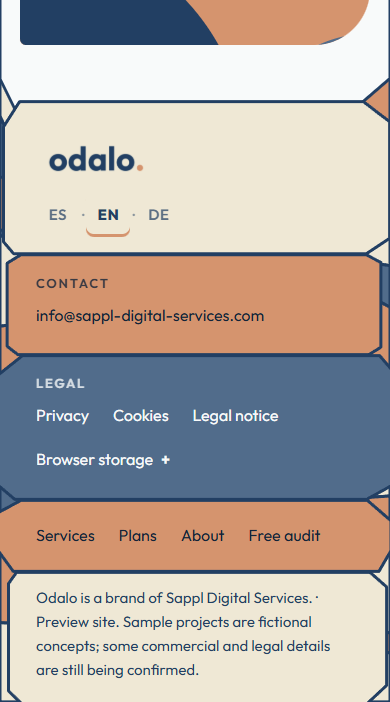 odalo.
ES · EN · DE
CONTACT
info@sappl-digital-services.com
LEGAL
Privacy Cookies Legal notice
Browser storage +
Services Plans About Free audit
Odalo is a brand of Sappl Digital Services. ·
Preview site. Sample projects are fictional
concepts; some commercial and legal details
are still being confirmed.